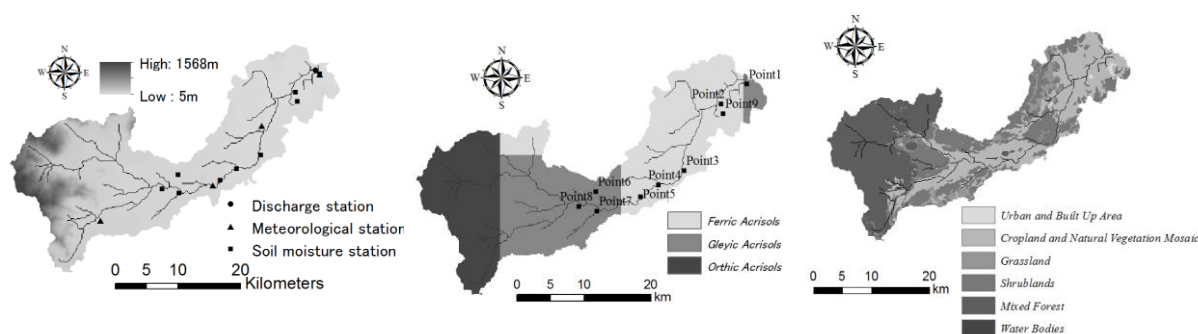 N
W E
S
High: 1568m
Low : 5m
Discharge station
Meteorological station
Soil moisture station
0 5 10 20
Kilometers
N
W E
S
Point1
Point2
Point9
Point3
Point4
Point5
Point6
Point7
Point8
Ferric Acrisols
Gleyic Acrisols
Orthic Acrisols
0 5 10 20
km
N
W E
S
Urban and Built Up Area
Cropland and Natural Vegetation Mosaic
Grassland
Shrublands
Mixed Forest
Water Bodies
0 5 10 20
km